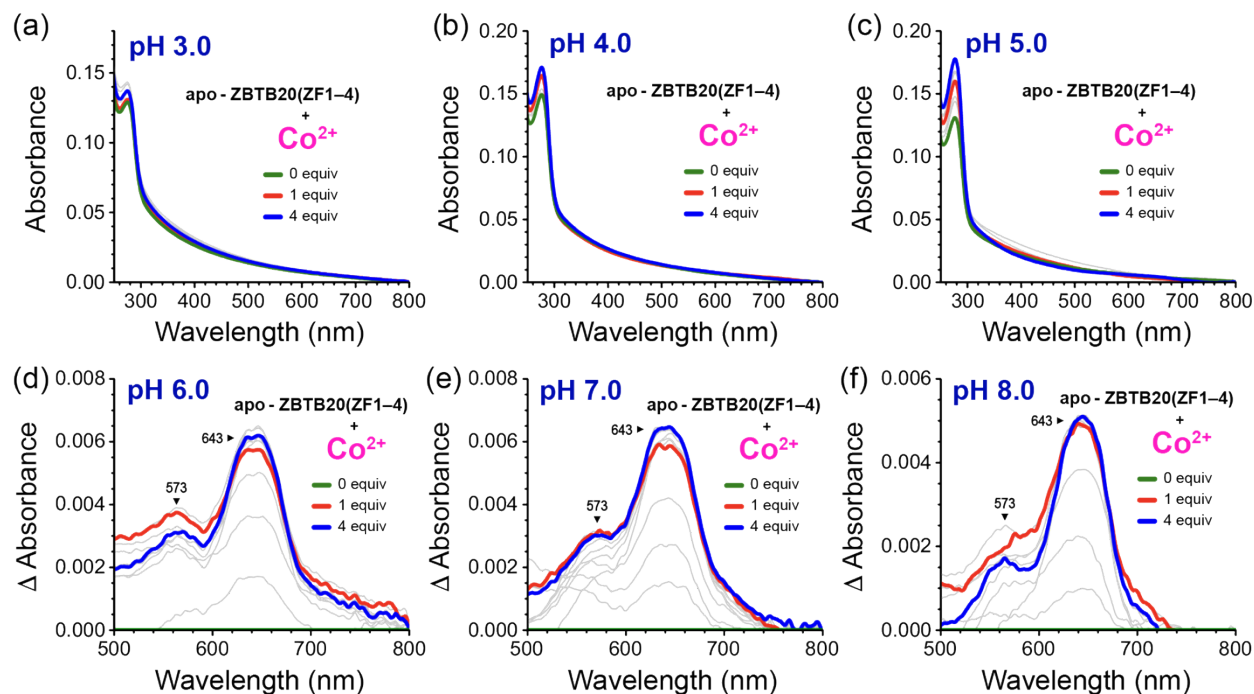 (a)
pH 3.0
apo - ZBTB20(ZF1–4)
+
Co²⁺
0 equiv
1 equiv
4 equiv
Absorbance
0.15
0.10
0.05
0.00
300 400 500 600 700 800
Wavelength (nm)
(b)
pH 4.0
apo - ZBTB20(ZF1–4)
+
Co²⁺
0 equiv
1 equiv
4 equiv
Absorbance
0.20
0.15
0.10
0.05
0.00
300 400 500 600 700 800
Wavelength (nm)
(c)
pH 5.0
apo - ZBTB20(ZF1–4)
+
Co²⁺
0 equiv
1 equiv
4 equiv
Absorbance
0.20
0.15
0.10
0.05
0.00
300 400 500 600 700 800
Wavelength (nm)
(d)
pH 6.0
apo - ZBTB20(ZF1–4)
+
Co²⁺
0 equiv
1 equiv
4 equiv
643
573
Δ Absorbance
0.008
0.006
0.004
0.002
0.000
500 600 700 800
Wavelength (nm)
(e)
pH 7.0
apo - ZBTB20(ZF1–4)
+
Co²⁺
0 equiv
1 equiv
4 equiv
643
573
Δ Absorbance
0.008
0.006
0.004
0.002
0.000
500 600 700 800
Wavelength (nm)
(f)
pH 8.0
apo - ZBTB20(ZF1–4)
+
Co²⁺
0 equiv
1 equiv
4 equiv
643
573
Δ Absorbance
0.006
0.004
0.002
0.000
500 600 700 800
Wavelength (nm)